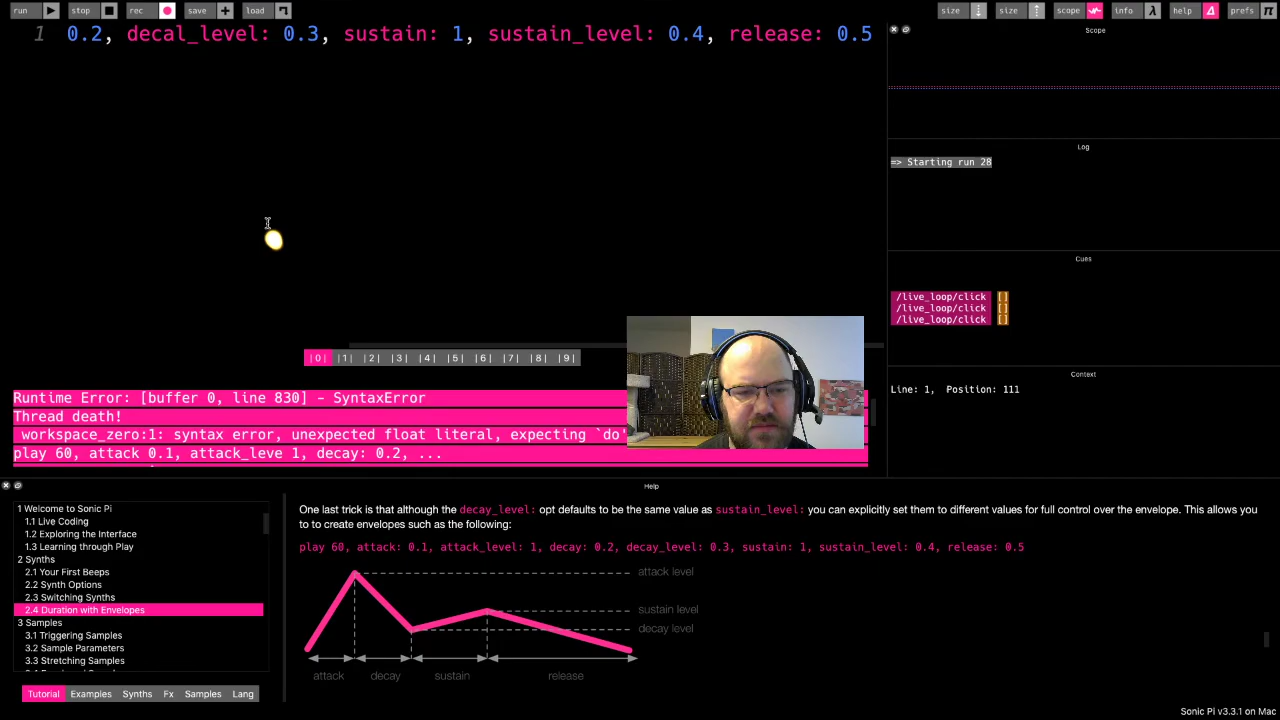 run stop rec save load size size scope info help prefs
1 0.2, decal_level: 0.3, sustain: 1, sustain_level: 0.4, release: 0.5
Scope
Log
=> Starting run 28
Cues
/live_loop/click []
/live_loop/click []
/live_loop/click []
|0| |1| |2| |3| |4| |5| |6| |7| |8| |9|
Context
Line: 1, Position: 111
Runtime Error: [buffer 0, line 830] - SyntaxError
Thread death!
workspace_zero:1: syntax error, unexpected float literal, expecting `do'
play 60, attack 0.1, attack_leve 1, decay: 0.2, ...
Help
1 Welcome to Sonic Pi
1.1 Live Coding
1.2 Exploring the Interface
1.3 Learning through Play
2 Synths
2.1 Your First Beeps
2.2 Synth Options
2.3 Switching Synths
2.4 Duration with Envelopes
3 Samples
3.1 Triggering Samples
3.2 Sample Parameters
3.3 Stretching Samples
One last trick is that although the decay_level: opt defaults to be the same value as sustain_level: you can explicitly set them to different values for full control over the envelope. This allows you
to to create envelopes such as the following:
play 60, attack: 0.1, attack_level: 1, decay: 0.2, decay_level: 0.3, sustain: 1, sustain_level: 0.4, release: 0.5
attack level
sustain level
decay level
attack decay sustain release
Tutorial Examples Synths Fx Samples Lang
Sonic Pi v3.3.1 on Mac